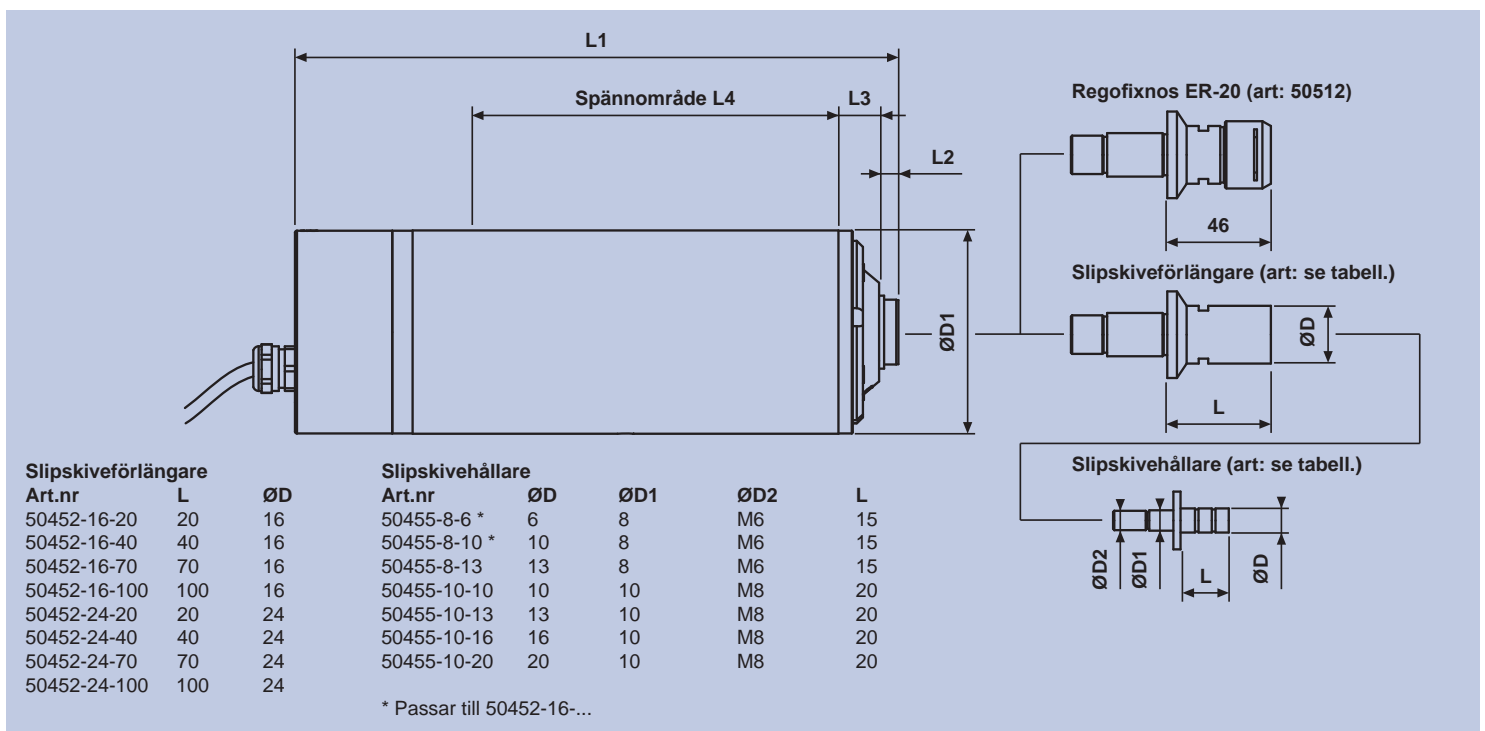 L1
Spännområde L4
L3
L2
ØD1
Regofixnos ER-20 (art: 50512)
46
Slipskiveförlängare (art: se tabell.)
ØD
L
Slipskivehållare (art: se tabell.)
ØD2
ØD1
L
ØD
Slipskiveförlängare
Art.nr L ØD
50452-16-20 20 16
50452-16-40 40 16
50452-16-70 70 16
50452-16-100 100 16
50452-24-20 20 24
50452-24-40 40 24
50452-24-70 70 24
50452-24-100 100 24
Slipskivehållare
Art.nr ØD ØD1 ØD2 L
50455-8-6 * 6 8 M6 15
50455-8-10 * 10 8 M6 15
50455-8-13 13 8 M6 15
50455-10-10 10 10 M8 20
50455-10-13 13 10 M8 20
50455-10-16 16 10 M8 20
50455-10-20 20 10 M8 20
* Passar till 50452-16-...